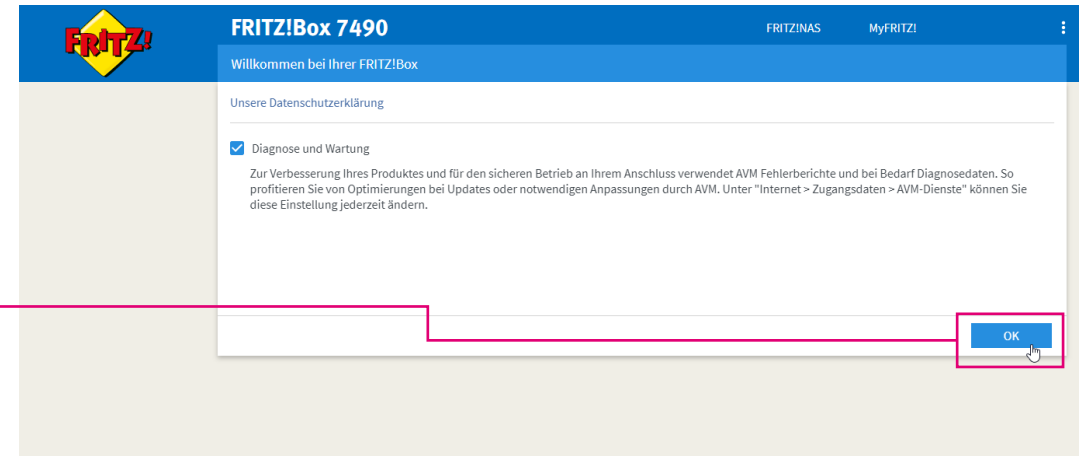 FRITZ!
FRITZ!Box 7490
FRITZ!NAS
MyFRITZ!
Willkommen bei Ihrer FRITZ!Box
Unsere Datenschutzerklärung
Diagnose und Wartung
Zur Verbesserung Ihres Produktes und für den sicheren Betrieb an Ihrem Anschluss verwendet AVM Fehlerberichte und bei Bedarf Diagnosedaten. So
profitieren Sie von Optimierungen bei Updates oder notwendigen Anpassungen durch AVM. Unter "Internet > Zugangsdaten > AVM-Dienste" können Sie
diese Einstellung jederzeit ändern.
OK